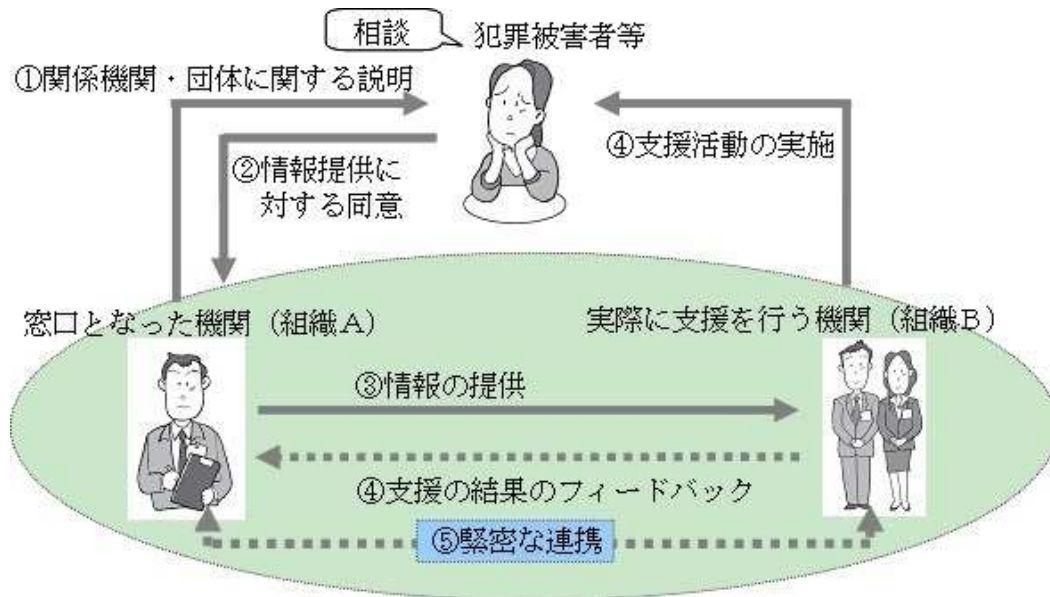 相談
犯罪被害者等
①関係機関・団体に関する説明
②情報提供に
対する同意
④支援活動の実施
窓口となった機関（組織Ａ）
実際に支援を行う機関（組織Ｂ）
③情報の提供
④支援の結果のフィードバック
⑤緊密な連携